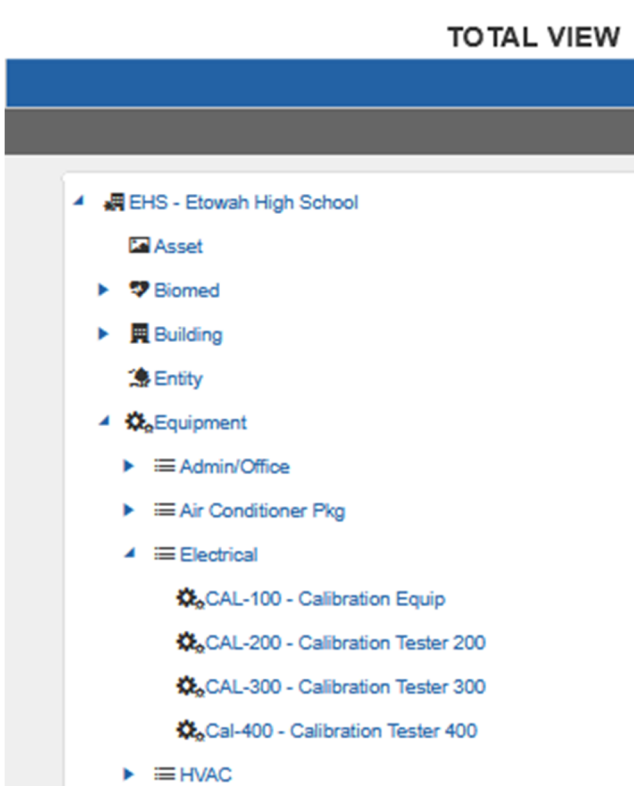 TOTAL VIEW
EHS - Etowah High School
Asset
Biomed
Building
Entity
Equipment
Admin/Office
Air Conditioner Pkg
Electrical
CAL-100 - Calibration Equip
CAL-200 - Calibration Tester 200
CAL-300 - Calibration Tester 300
Cal-400 - Calibration Tester 400
HVAC